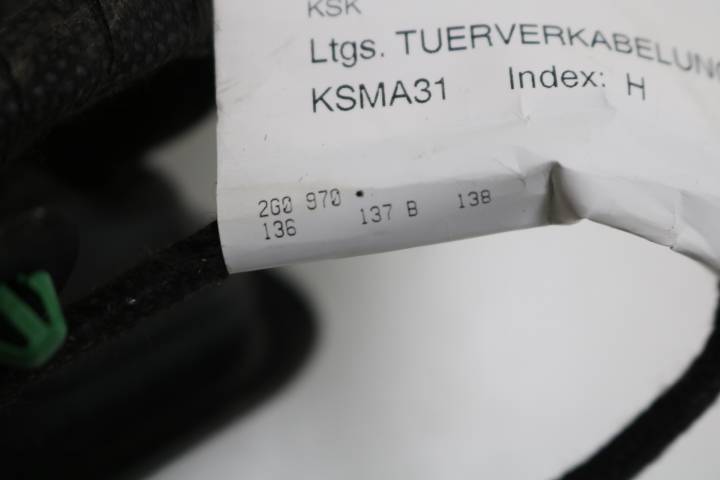 KSK
Ltgs. TUERVERKABELUNG
KSMA31 Index: H
2G0 970
136 137 B 138